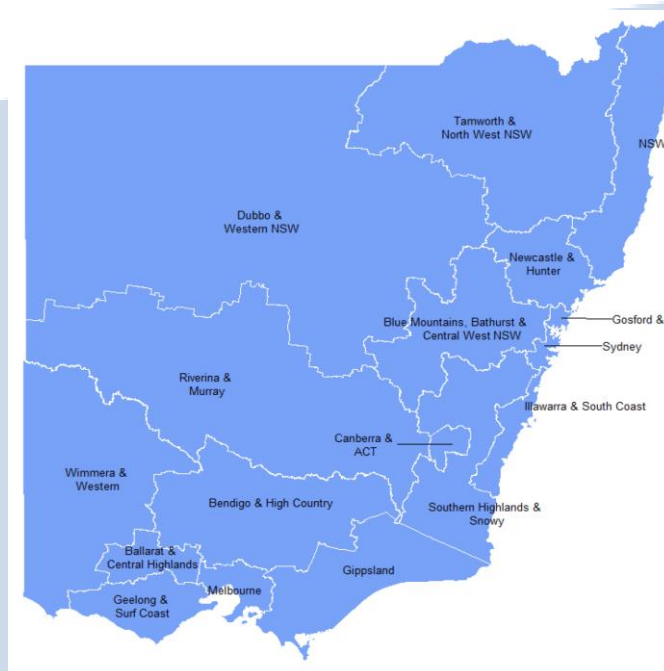 Tamworth &
North West NSW
NSW
Dubbo &
Western NSW
Newcastle &
Hunter
Blue Mountains, Bathurst &
Central West NSW
Gosford &
Sydney
Riverina &
Murray
Illawarra & South Coast
Canberra &
ACT
Wimmera &
Western
Bendigo & High Country
Southern Highlands &
Snowy
Ballarat &
Central Highlands
Gippsland
Melbourne
Geelong &
Surf Coast